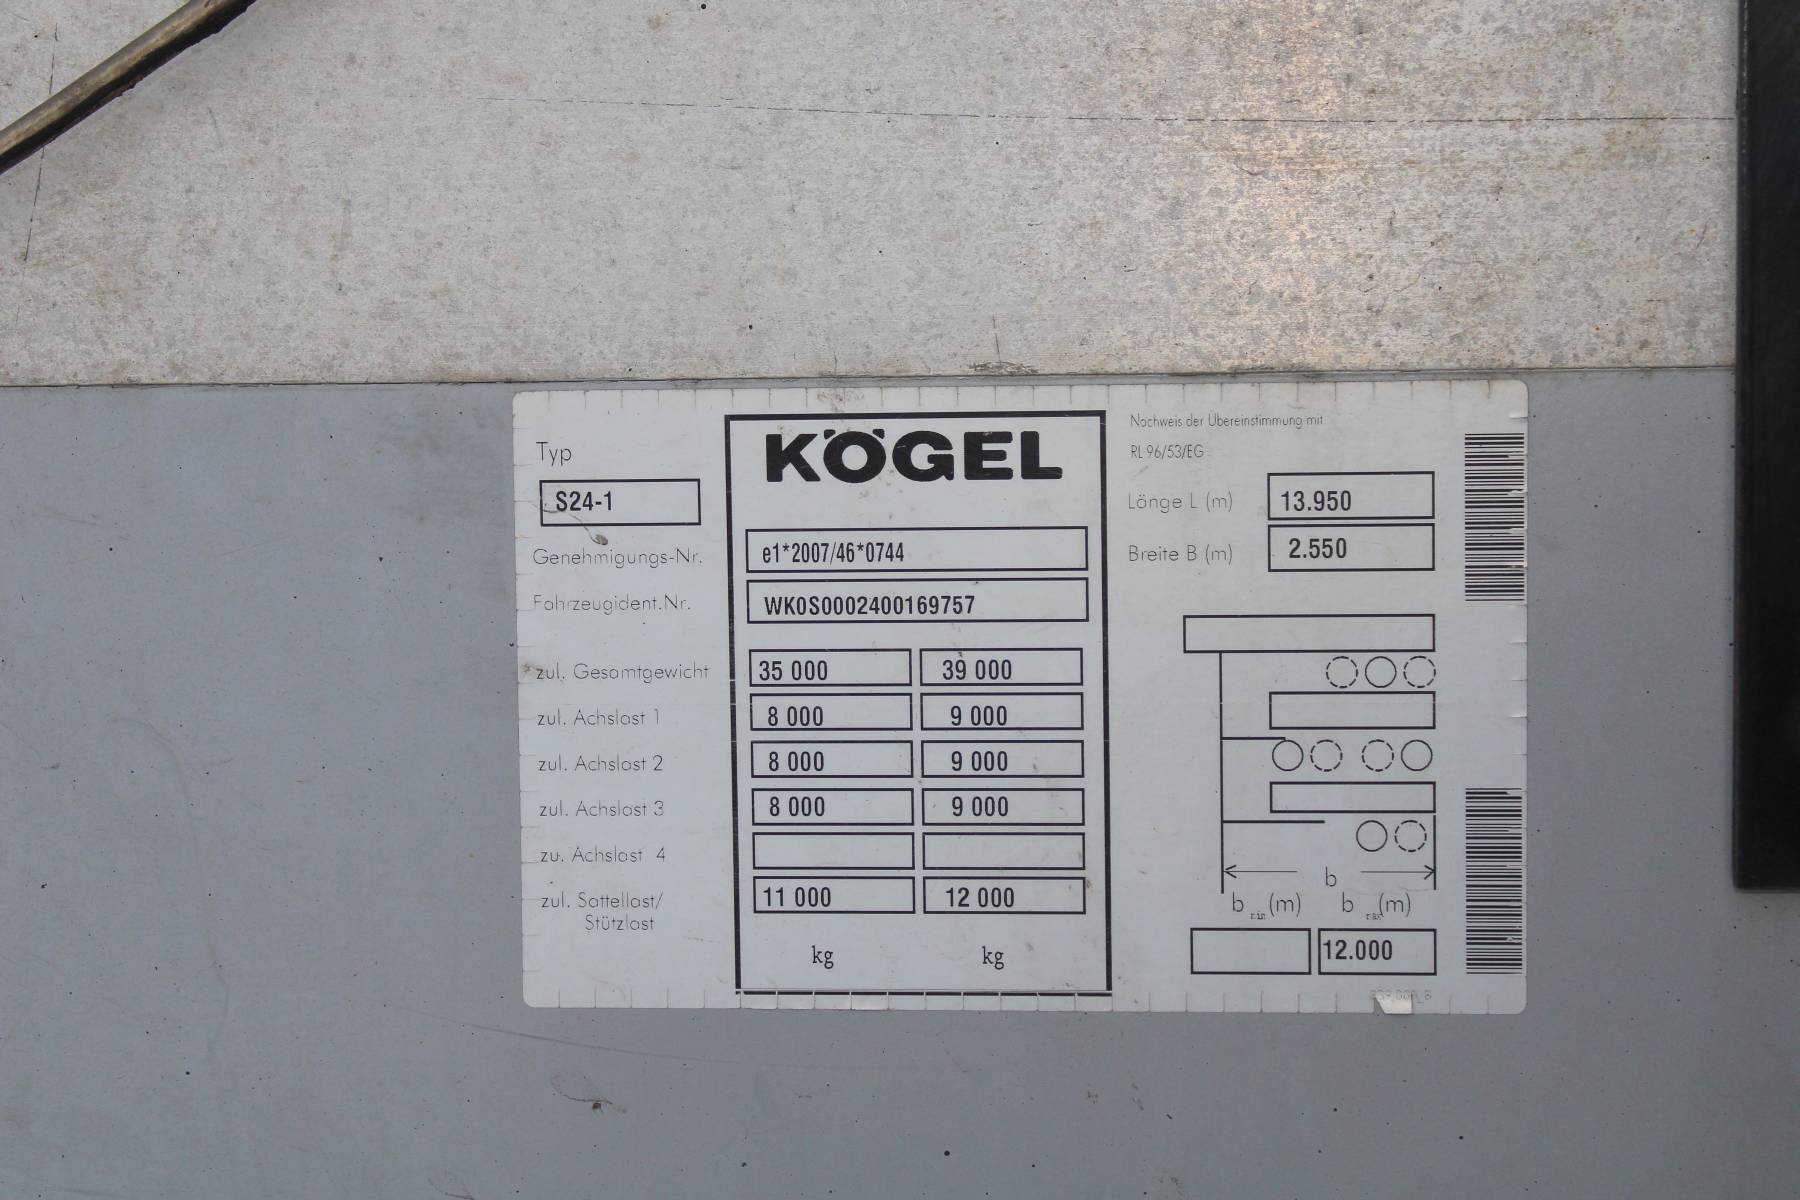 Typ
S24-1
KÖGEL
Nachweis der Übereinstimmung mit
RL 96/53/EG
Länge L (m) 13.950
Breite B (m) 2.550
Genehmigungs-Nr. e1*2007/46*0744
Fahrzeugident.Nr. WK0S0002400169757
zul. Gesamtgewicht 35 000 39 000
zul. Achslast 1 8 000 9 000
zul. Achslast 2 8 000 9 000
zul. Achslast 3 8 000 9 000
zu. Achslast 4
zul. Sattellast/ 11 000 12 000
Stützlast
kg kg
b
b min (m) b max (m)
12.000